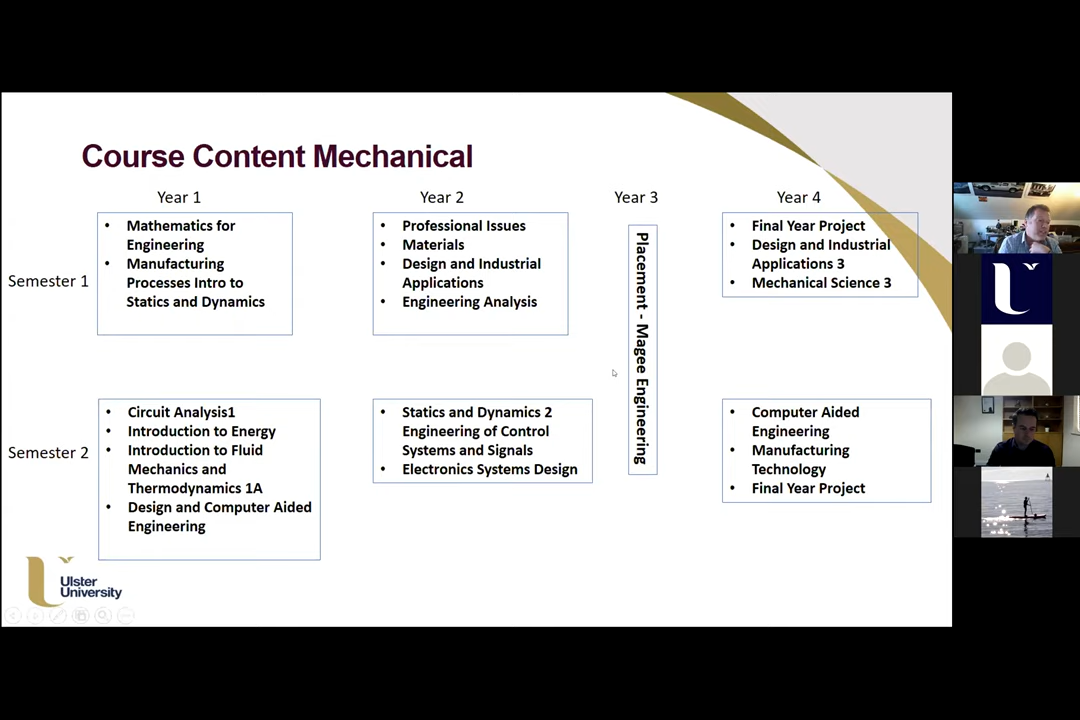 Course Content Mechanical
Year 1
Year 2
Year 3
Year 4
Semester 1
• Mathematics for
Engineering
• Manufacturing
Processes Intro to
Statics and Dynamics
• Professional Issues
• Materials
• Design and Industrial
Applications
• Engineering Analysis
Placement - Magee Engineering
• Final Year Project
• Design and Industrial
Applications 3
• Mechanical Science 3
Semester 2
• Circuit Analysis1
• Introduction to Energy
• Introduction to Fluid
Mechanics and
Thermodynamics 1A
• Design and Computer Aided
Engineering
• Statics and Dynamics 2
Engineering of Control
Systems and Signals
• Electronics Systems Design
• Computer Aided
Engineering
• Manufacturing
Technology
• Final Year Project
Ulster
University